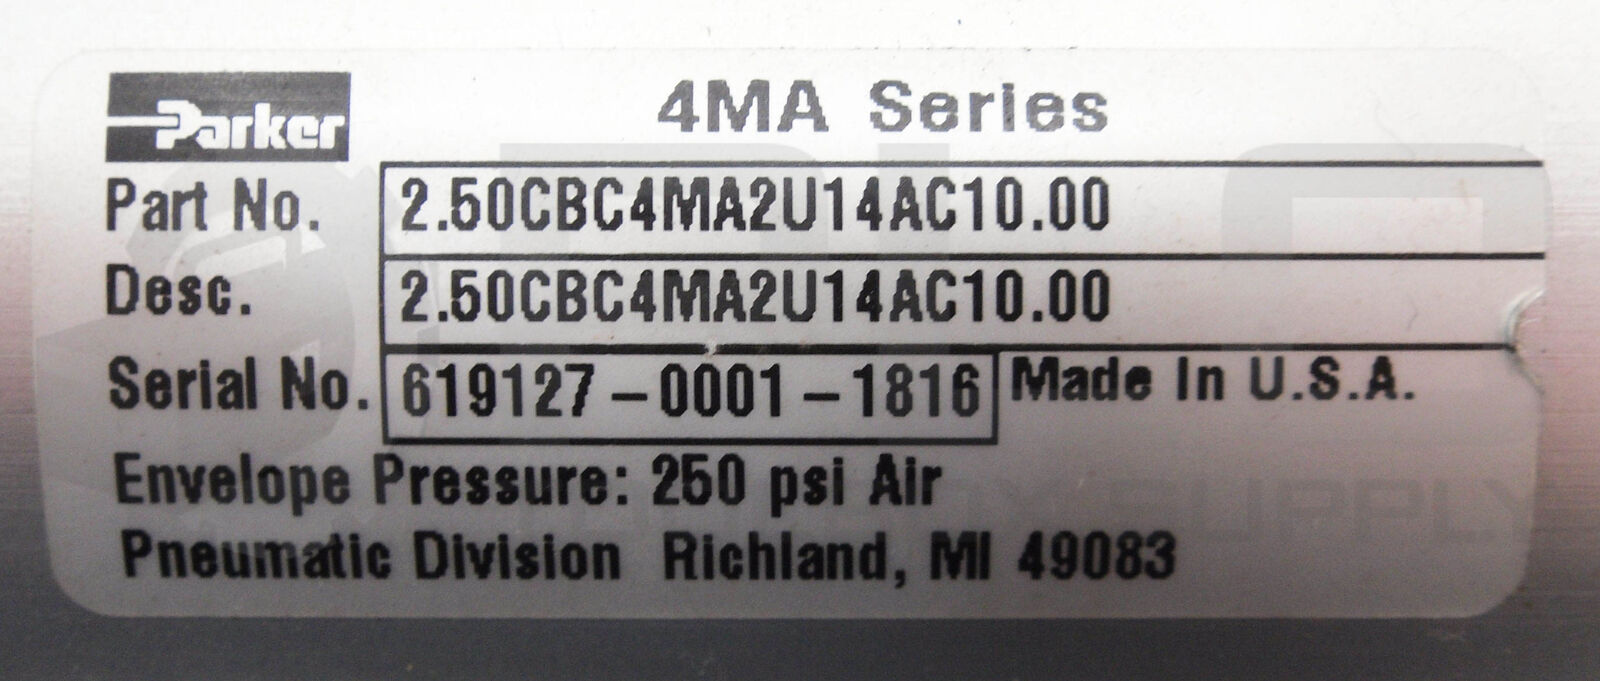 Parker
4MA Series
Part No. 2.50CBC4MA2U14AC10.00
Desc. 2.50CBC4MA2U14AC10.00
Serial No. 619127-0001-1816 Made In U.S.A.
Envelope Pressure: 250 psi Air
Pneumatic Division Richland, MI 49083
SUPPLY